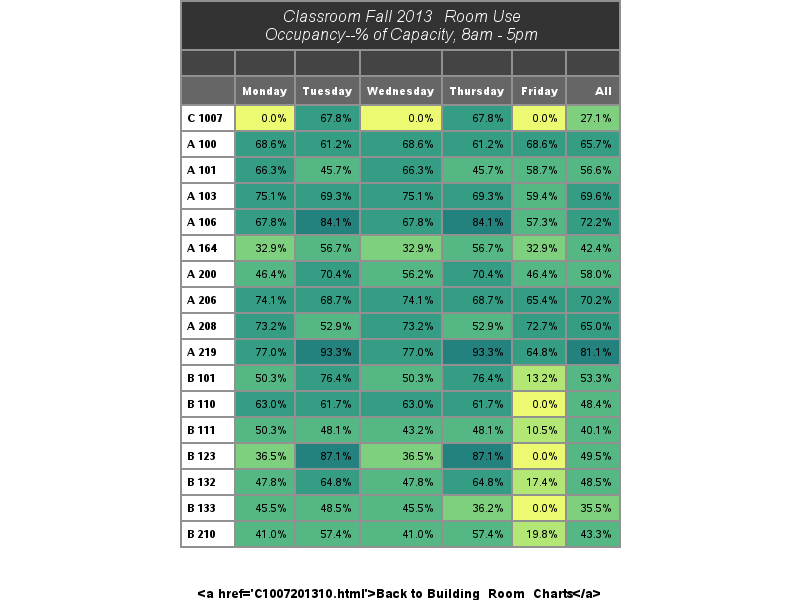 Classroom Fall 2013 Room Use
Occupancy--% of Capacity, 8am - 5pm
Monday Tuesday Wednesday Thursday Friday All
C 1007 0.0% 67.8% 0.0% 67.8% 0.0% 27.1%
A 100 68.6% 61.2% 68.6% 61.2% 68.6% 65.7%
A 101 66.3% 45.7% 66.3% 45.7% 58.7% 56.6%
A 103 75.1% 69.3% 75.1% 69.3% 59.4% 69.6%
A 106 67.8% 84.1% 67.8% 84.1% 57.3% 72.2%
A 164 32.9% 56.7% 32.9% 56.7% 32.9% 42.4%
A 200 46.4% 70.4% 56.2% 70.4% 46.4% 58.0%
A 206 74.1% 68.7% 74.1% 68.7% 65.4% 70.2%
A 208 73.2% 52.9% 73.2% 52.9% 72.7% 65.0%
A 219 77.0% 93.3% 77.0% 93.3% 64.8% 81.1%
B 101 50.3% 76.4% 50.3% 76.4% 13.2% 53.3%
B 110 63.0% 61.7% 63.0% 61.7% 0.0% 48.4%
B 111 50.3% 48.1% 43.2% 48.1% 10.5% 40.1%
B 123 36.5% 87.1% 36.5% 87.1% 0.0% 49.5%
B 132 47.8% 64.8% 47.8% 64.8% 17.4% 48.5%
B 133 45.5% 48.5% 45.5% 36.2% 0.0% 35.5%
B 210 41.0% 57.4% 41.0% 57.4% 19.8% 43.3%
<a href='C1007201310.html'>Back to Building Room Charts</a>